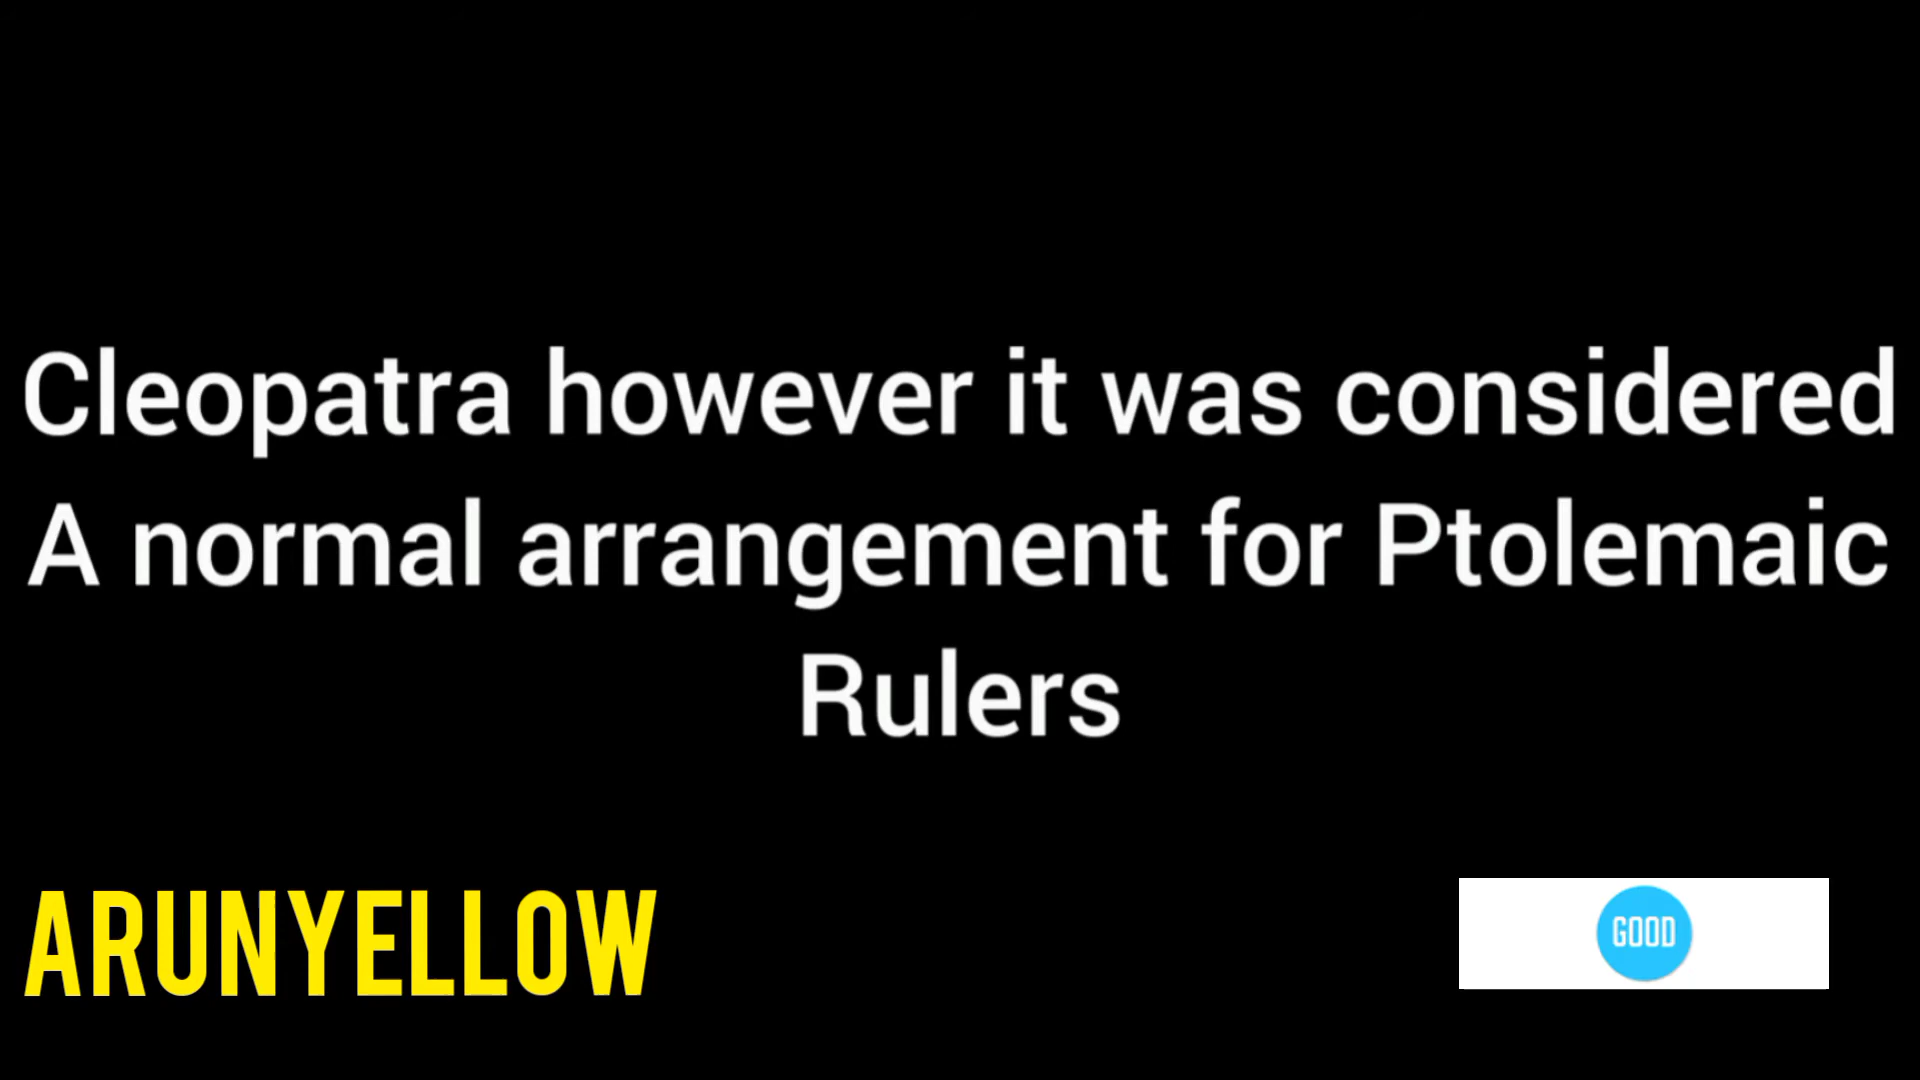 Cleopatra however it was considered
A normal arrangement for Ptolemaic
Rulers
ARUNYELLOW
GOOD